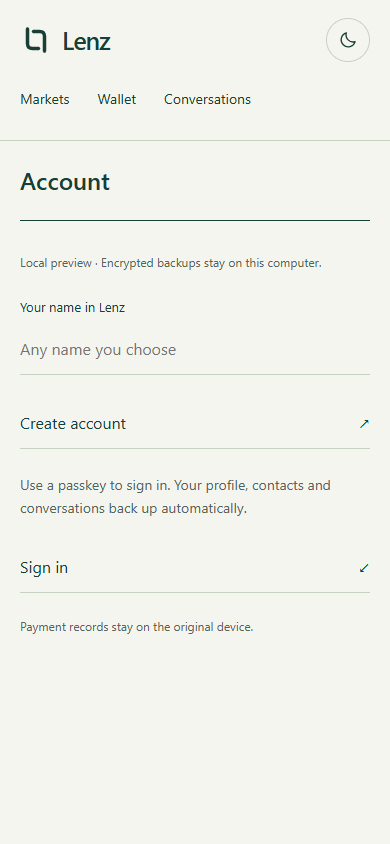 Lenz
Markets Wallet Conversations
Account
Local preview · Encrypted backups stay on this computer.
Your name in Lenz
Any name you choose
Create account ↗
Use a passkey to sign in. Your profile, contacts and
conversations back up automatically.
Sign in ↙
Payment records stay on the original device.